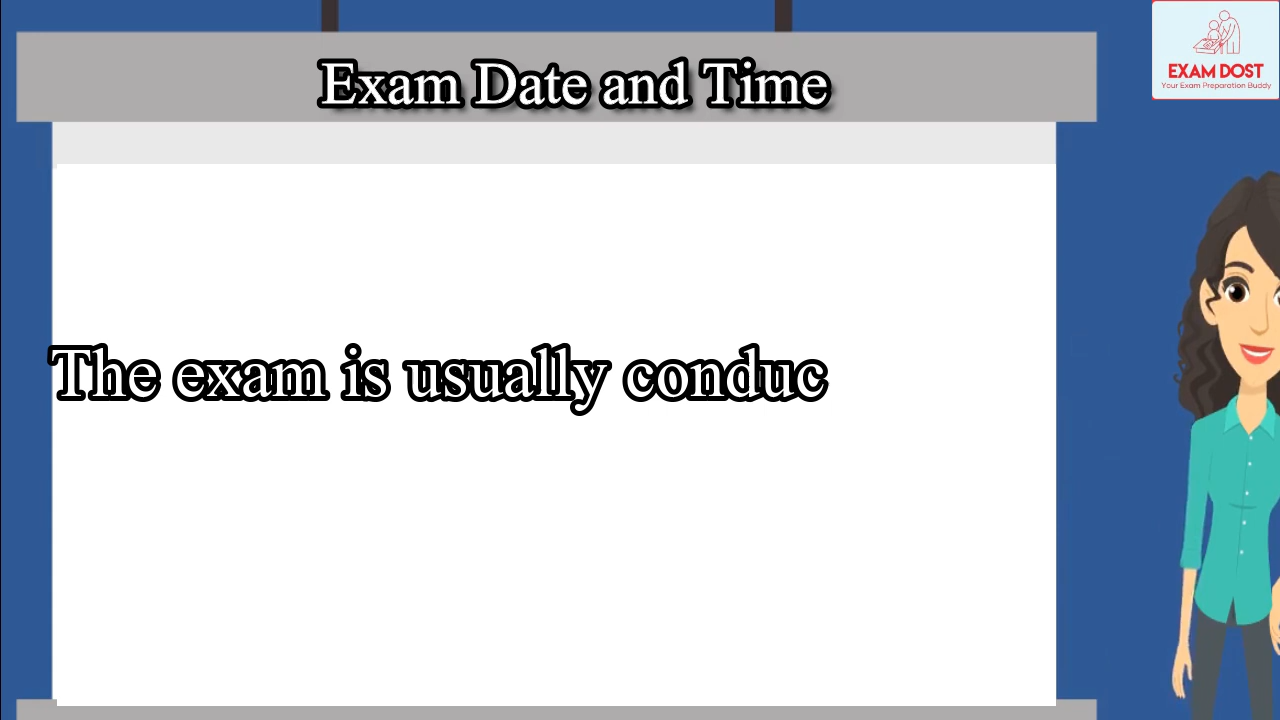 Exam Date and Time
EXAM DOST
Your Exam Preparation Buddy
The exam is usually conduc